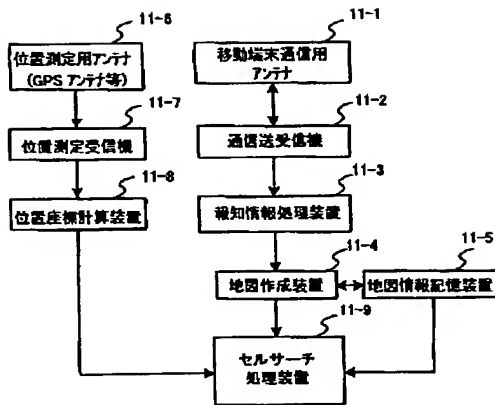 11-6
位置測定用アンテナ
(GPS アンテナ等)
11-7
位置測定受信機
11-8
位置座標計算装置
11-1
移動端末通信用
アンテナ
11-2
通信送受信機
11-3
報知情報処理装置
11-4
地図作成装置
11-5
地図情報記憶装置
11-9
セルサーチ
処理装置